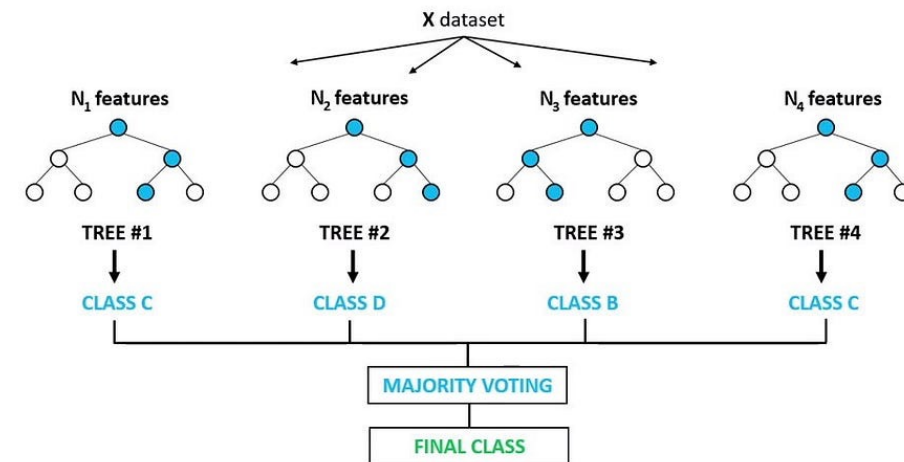 X dataset
N₁ features N₂ features N₃ features N₄ features
TREE #1 TREE #2 TREE #3 TREE #4
CLASS C CLASS D CLASS B CLASS C
MAJORITY VOTING
FINAL CLASS